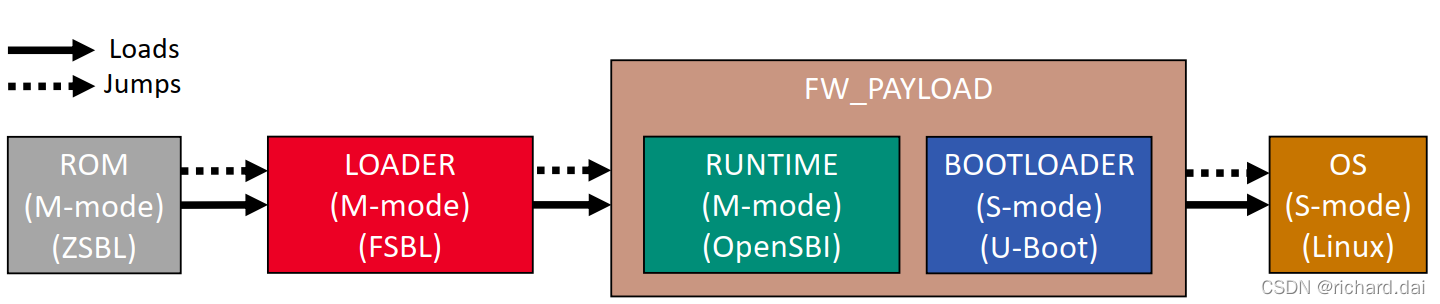 Loads
Jumps
FW_PAYLOAD
ROM
(M-mode)
(ZSBL)
LOADER
(M-mode)
(FSBL)
RUNTIME
(M-mode)
(OpenSBI)
BOOTLOADER
(S-mode)
(U-Boot)
OS
(S-mode)
(Linux)
CSDN @richard.dai